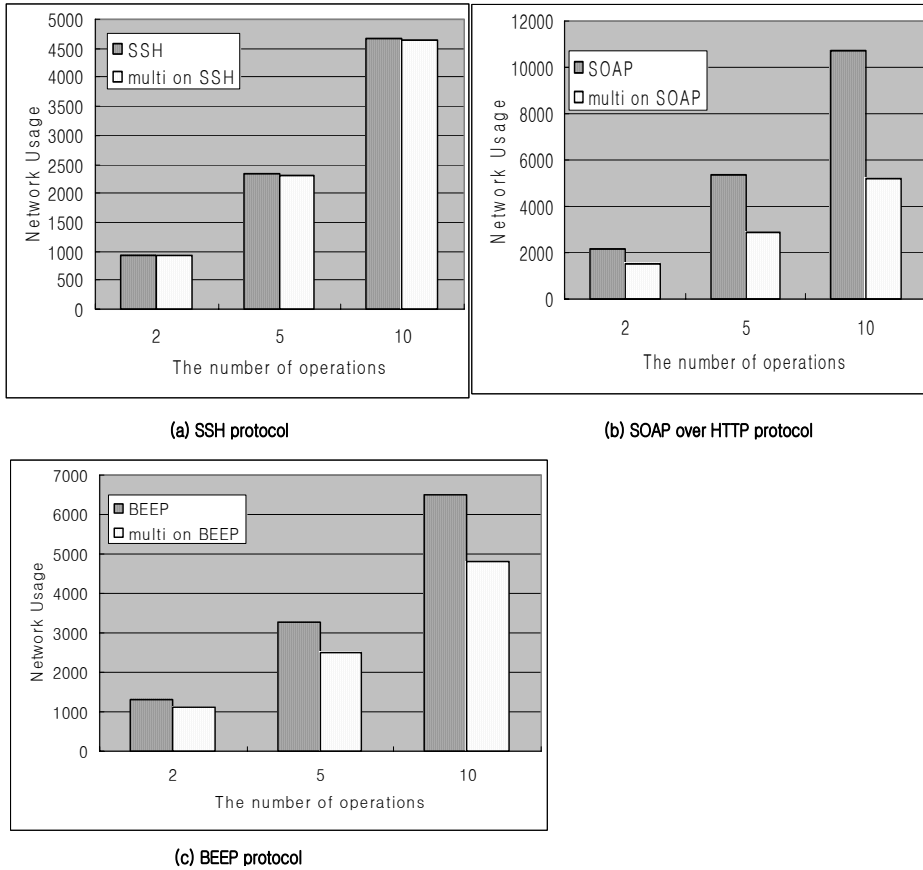 5000
4500
4000
3500
3000
2500
2000
1500
1000
500
0
Network Usage
SSH
multi on SSH
2 5 10
The number of operations
(a) SSH protocol
12000
10000
8000
6000
4000
2000
0
Network Usage
SOAP
multi on SOAP
2 5 10
The number of operations
(b) SOAP over HTTP protocol
7000
6000
5000
4000
3000
2000
1000
0
Network Usage
BEEP
multi on BEEP
2 5 10
The number of operations
(c) BEEP protocol